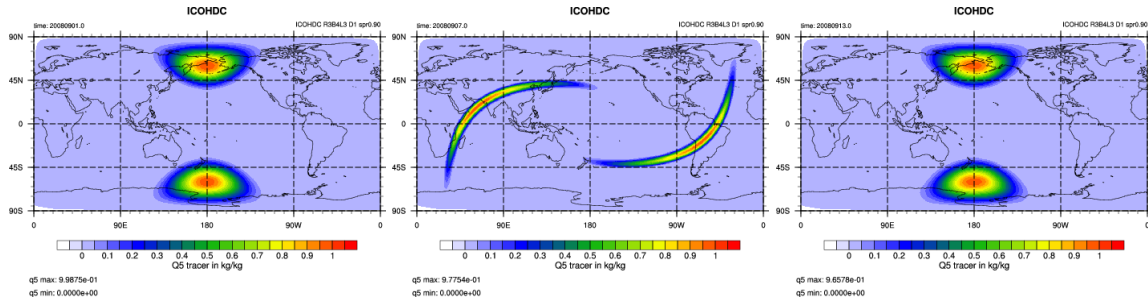 ICOHDC
time: 20080901.0
ICOHDC R3B4L3 D1 spr0.90
90N
45N
0
45S
90S
0 90E 180 90W 0
0 0.1 0.2 0.3 0.4 0.5 0.6 0.7 0.8 0.9 1
Q5 tracer in kg/kg
q5 max: 9.9875e-01
q5 min: 0.0000e+00
ICOHDC
time: 20080907.0
ICOHDC R3B4L3 D1 spr0.90
90N
45N
0
45S
90S
90E 180 90W 0
0 0.1 0.2 0.3 0.4 0.5 0.6 0.7 0.8 0.9 1
Q5 tracer in kg/kg
q5 max: 9.7754e-01
q5 min: 0.0000e+00
ICOHDC
time: 20080913.0
ICOHDC R3B4L3 D1 spr0.90
90N
45N
0
45S
90S
90E 180 90W 0
0 0.1 0.2 0.3 0.4 0.5 0.6 0.7 0.8 0.9 1
Q5 tracer in kg/kg
q5 max: 9.6578e-01
q5 min: 0.0000e+00